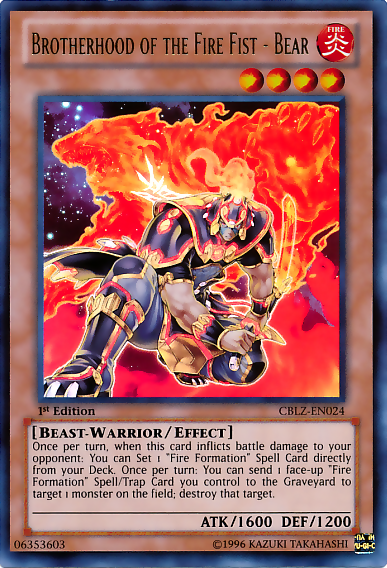 BROTHERHOOD OF THE FIRE FIST - BEAR
FIRE
炎
1st Edition
CBLZ-EN024
[BEAST-WARRIOR/EFFECT]
Once per turn, when this card inflicts battle damage to your
opponent: You can Set 1 "Fire Formation" Spell Card directly
from your Deck. Once per turn: You can send 1 face-up "Fire
Formation" Spell/Trap Card you control to the Graveyard to
target 1 monster on the field; destroy that target.
ATK/1600 DEF/1200
06353603
©1996 KAZUKI TAKAHASHI